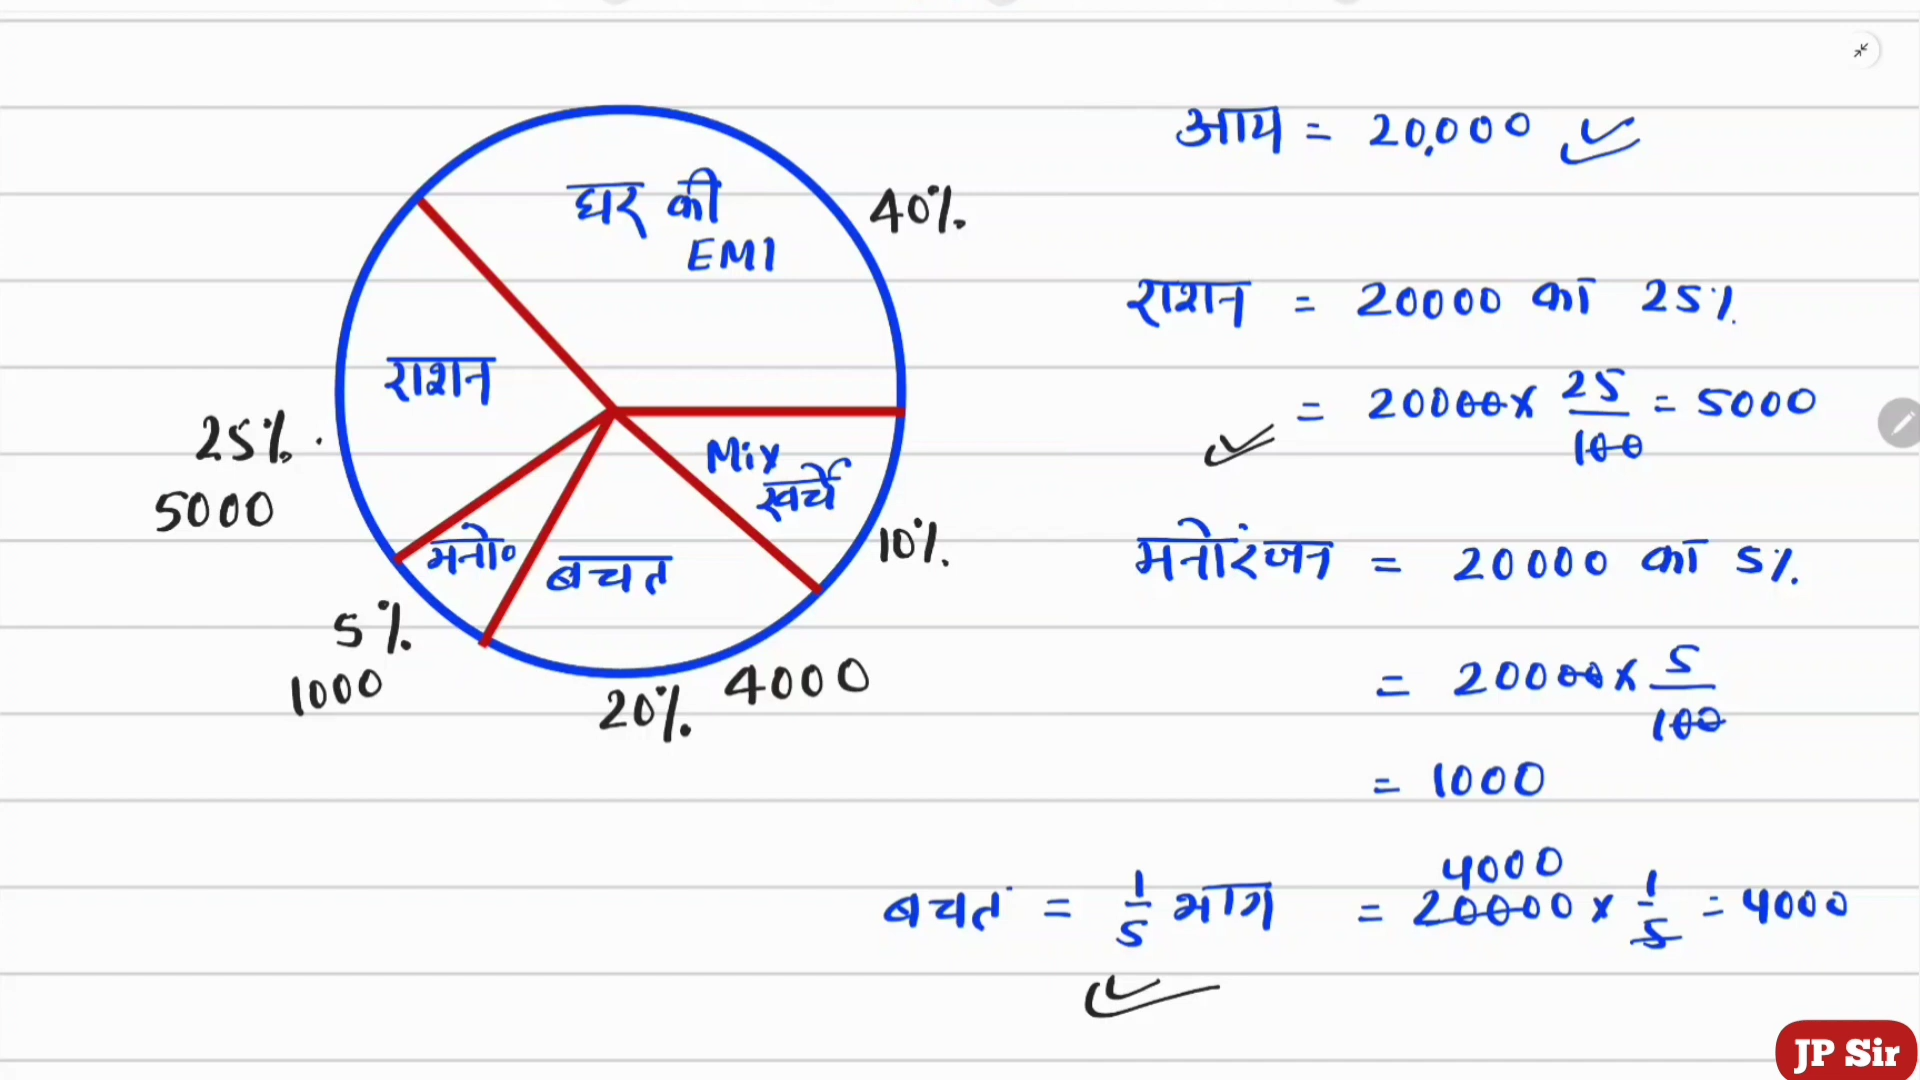 घर की
EMI
40%.
राशन
25%.
5000
मनो०
5%.
1000
बचत
20%.
4000
Mix
खर्चे
10%.
आय = 20,000
राशन = 20000 का 25%.
= 20000 x 25/100 = 5000
मनोरंजन = 20000 का 5%.
= 20000 x 5/100
= 1000
4000
बचत = 1/5 भाग = 20000 x 1/5 = 4000
JP Sir